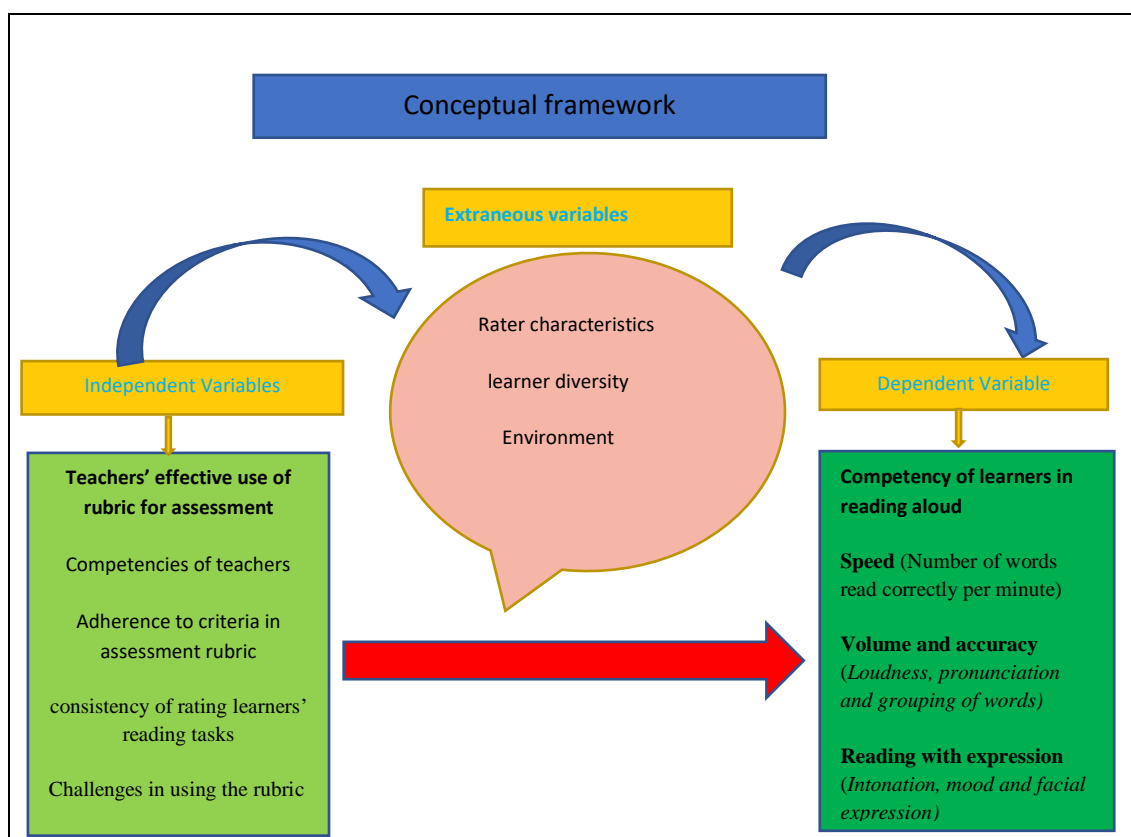 Conceptual framework
Extraneous variables
Rater characteristics
learner diversity
Environment
Independent Variables
Dependent Variable
Teachers’ effective use of
rubric for assessment
Competencies of teachers
Adherence to criteria in
assessment rubric
consistency of rating learners’
reading tasks
Challenges in using the rubric
Competency of learners in
reading aloud
Speed (Number of words
read correctly per minute)
Volume and accuracy
(Loudness, pronunciation
and grouping of words)
Reading with expression
(Intonation, mood and facial
expression)